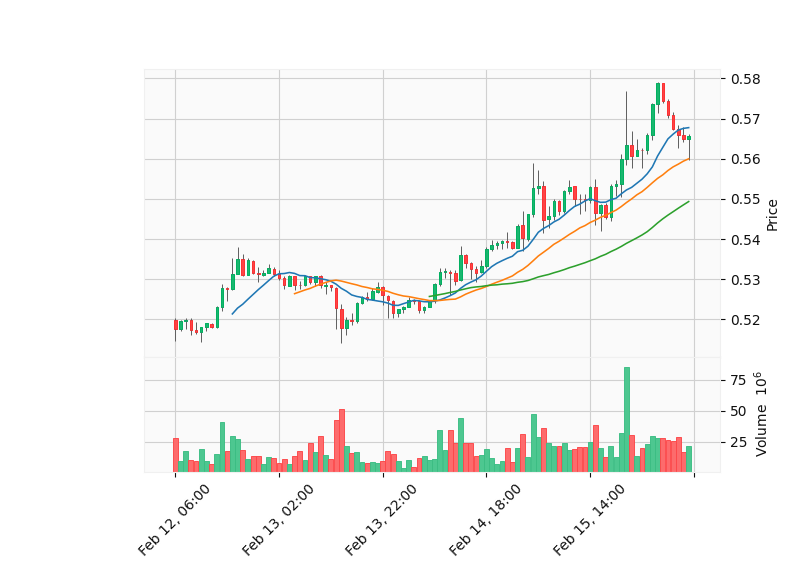 0.58
0.57
0.56
0.55
0.54
0.53
0.52
Price
75
50
25
Volume 10^6
Feb 12, 06:00
Feb 13, 02:00
Feb 13, 22:00
Feb 14, 18:00
Feb 15, 14:00